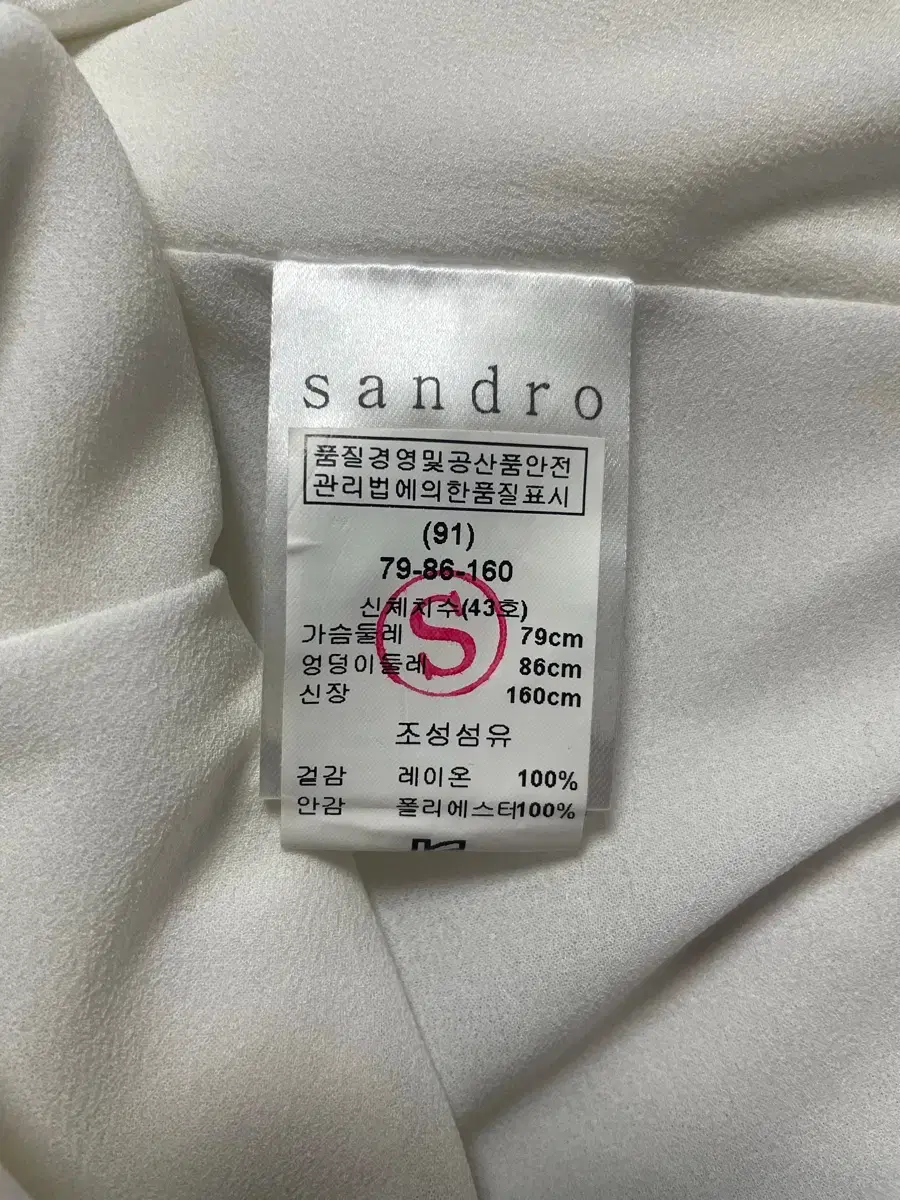 sandro
품질경영및공산품안전
관리법에의한품질표시
(91)
79-86-160
신체치수(43호)
S
가슴둘레 79cm
엉덩이둘레 86cm
신장 160cm
조성섬유
겉감 레이온 100%
안감 폴리에스터100%